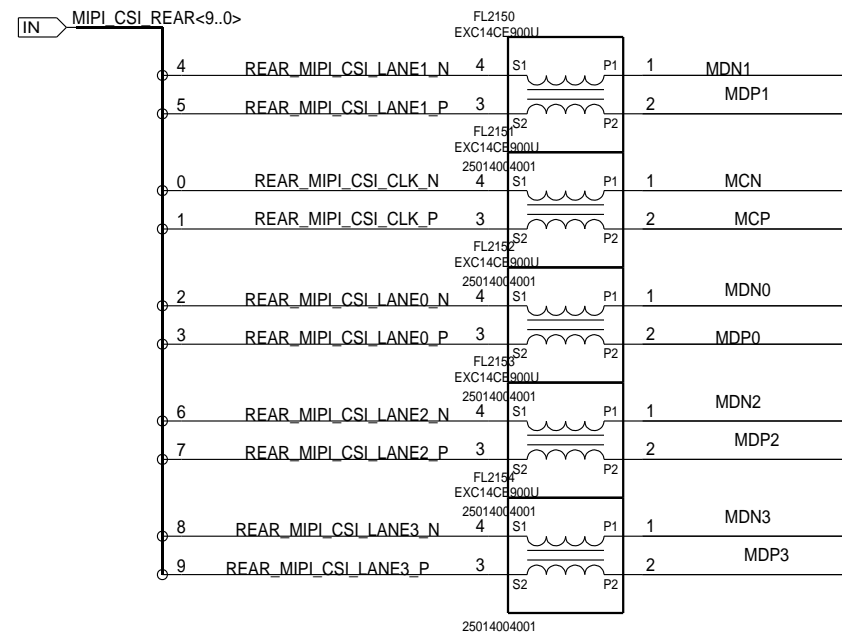 IN
MIPI_CSI_REAR<9..0>
FL2150
EXC14CE900U
4 REAR_MIPI_CSI_LANE1_N 4 S1 P1 1 MDN1
5 REAR_MIPI_CSI_LANE1_P 3 S2 P2 2 MDP1
FL2151
EXC14CE900U
25014004001
0 REAR_MIPI_CSI_CLK_N 4 S1 P1 1 MCN
1 REAR_MIPI_CSI_CLK_P 3 S2 P2 2 MCP
FL2152
EXC14CE900U
25014004001
2 REAR_MIPI_CSI_LANE0_N 4 S1 P1 1 MDN0
3 REAR_MIPI_CSI_LANE0_P 3 S2 P2 2 MDP0
FL2153
EXC14CE900U
25014004001
6 REAR_MIPI_CSI_LANE2_N 4 S1 P1 1 MDN2
7 REAR_MIPI_CSI_LANE2_P 3 S2 P2 2 MDP2
FL2154
EXC14CE900U
25014004001
8 REAR_MIPI_CSI_LANE3_N 4 S1 P1 1 MDN3
9 REAR_MIPI_CSI_LANE3_P 3 S2 P2 2 MDP3
25014004001